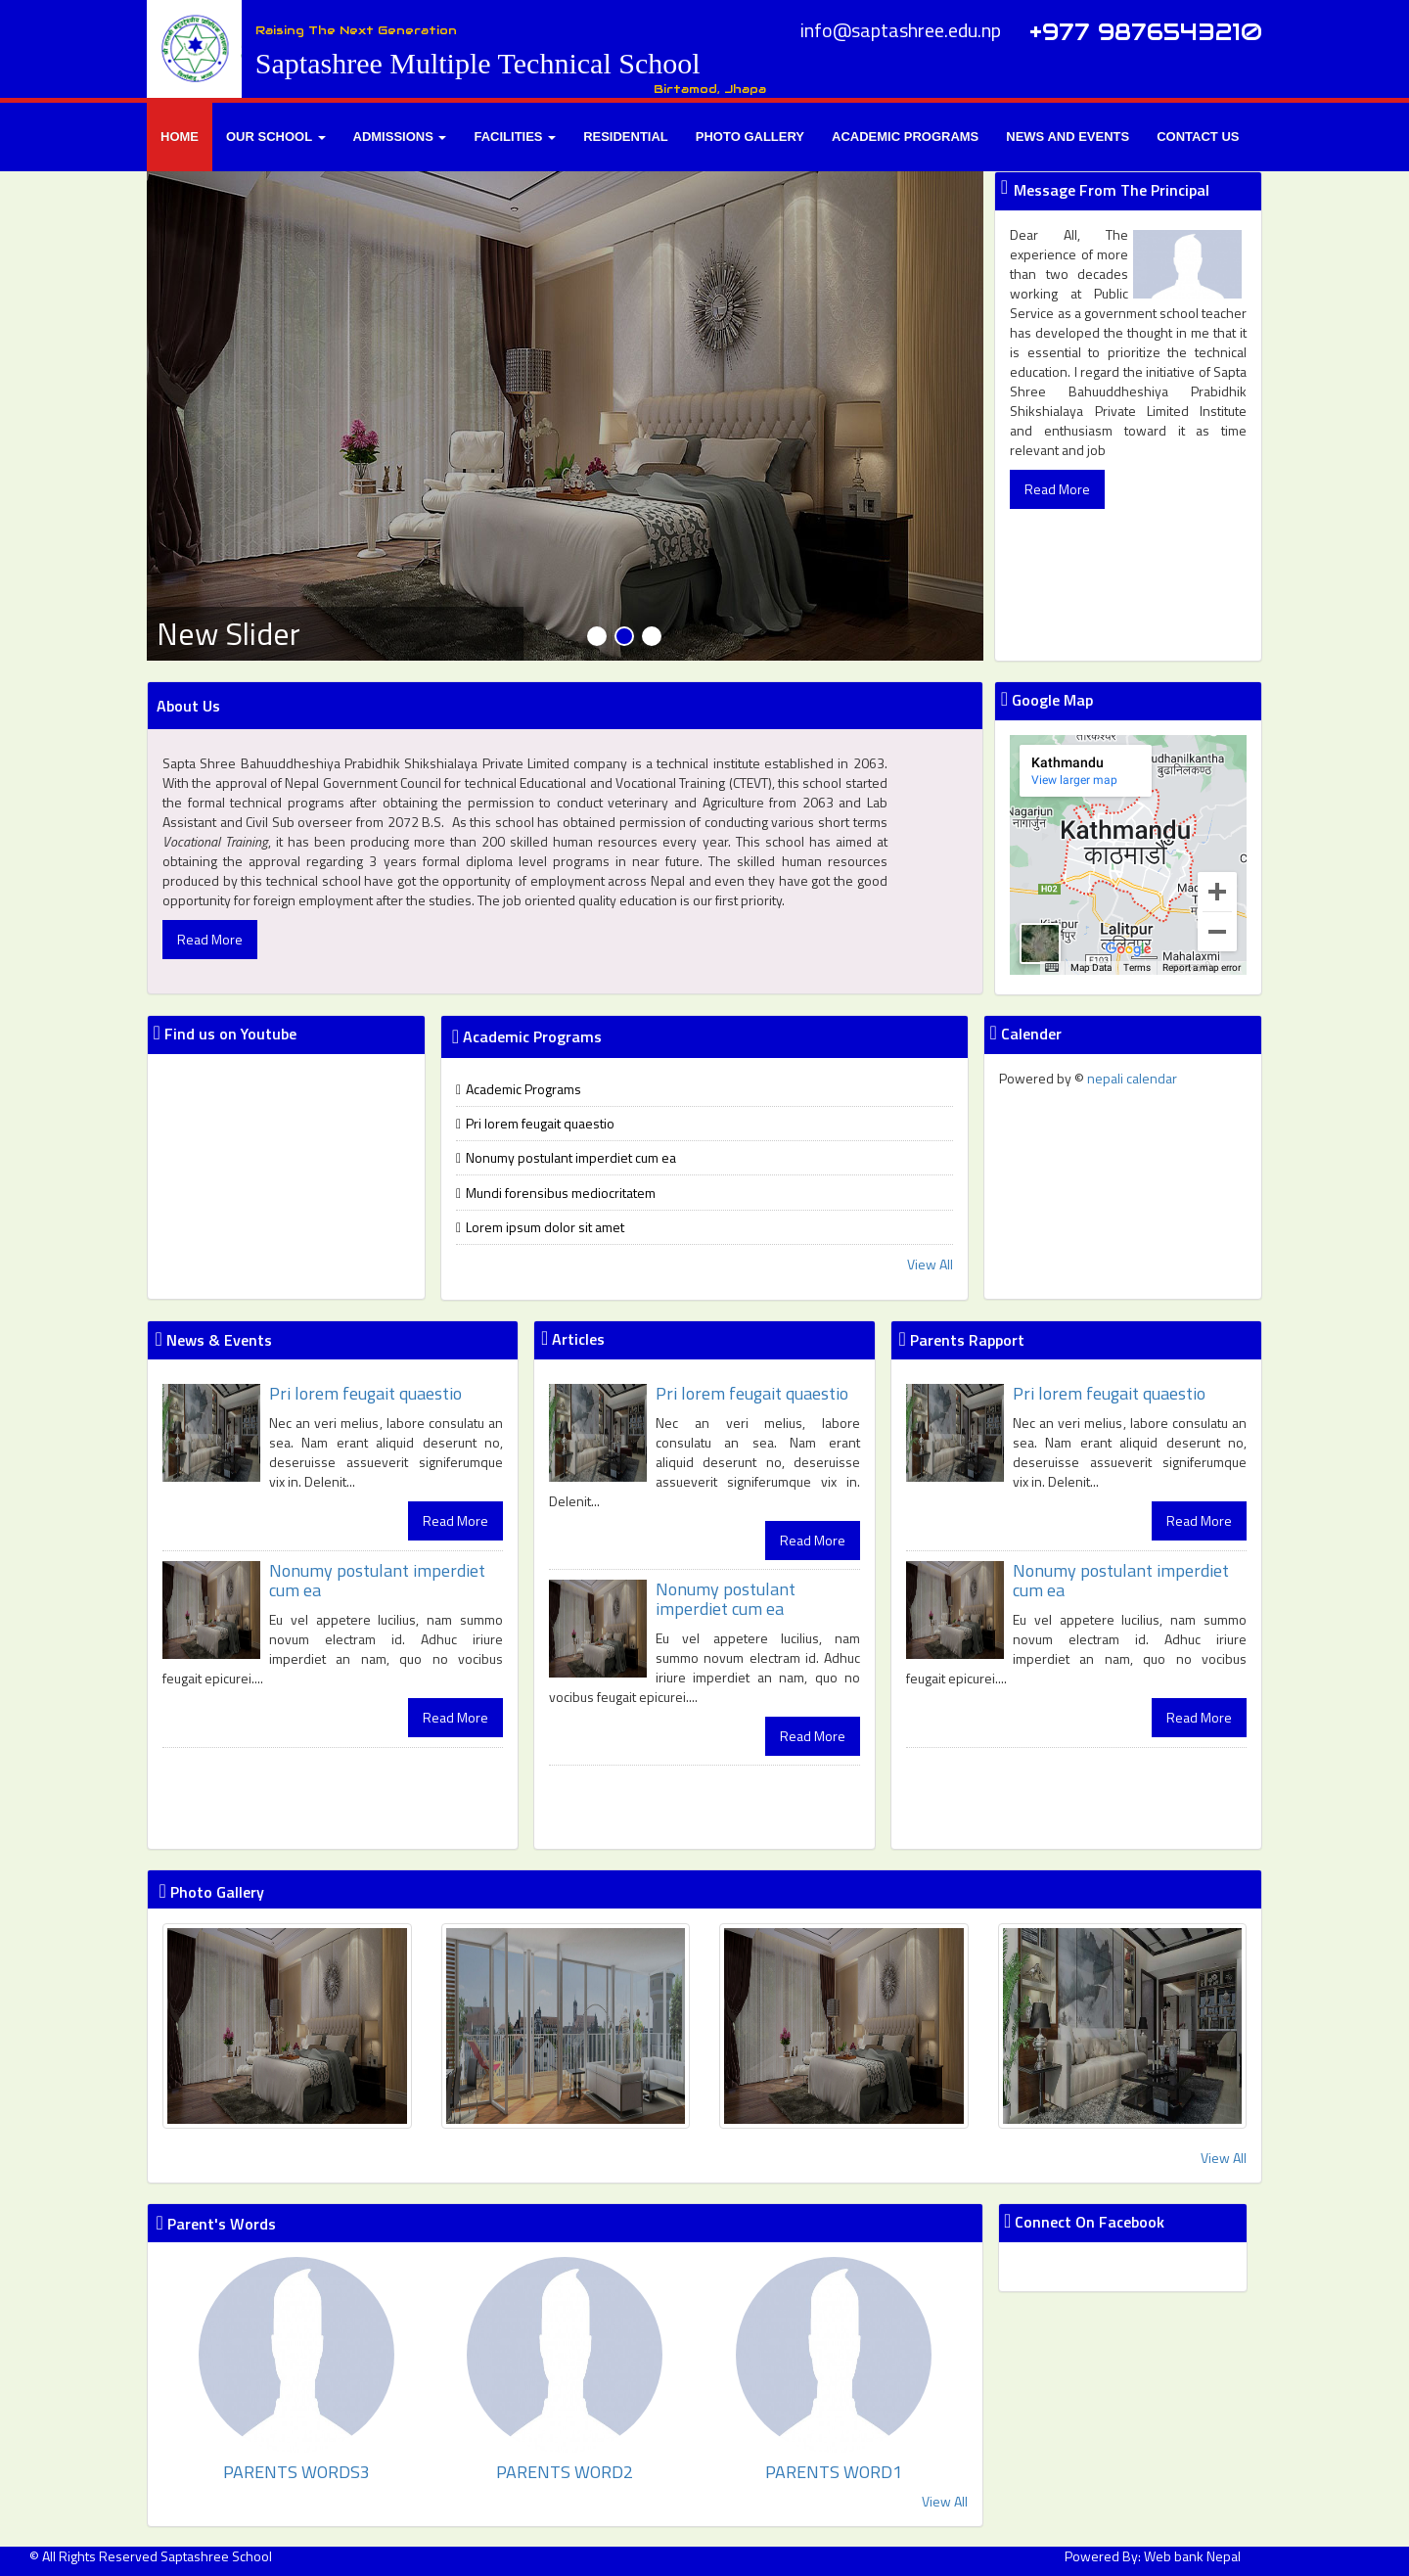 Raising The Next Generation
Saptashree Multiple Technical School
Birtamod, Jhapa
info@saptashree.edu.np
+977 9876543210
HOME
OUR SCHOOL
ADMISSIONS
FACILITIES
RESIDENTIAL
PHOTO GALLERY
ACADEMIC PROGRAMS
NEWS AND EVENTS
CONTACT US
New Slider
Message From The Principal
Dear All, The
experience of more
than two decades
working at Public
Service as a government school teacher
has developed the thought in me that it
is essential to prioritize the technical
education. I regard the initiative of Sapta
Shree Bahuuddheshiya Prabidhik
Shikshialaya Private Limited Institute
and enthusiasm toward it as time
relevant and job
Read More
About Us
Sapta Shree Bahuuddheshiya Prabidhik Shikshialaya Private Limited company is a technical institute established in 2063.
With the approval of Nepal Government Council for technical Educational and Vocational Training (CTEVT), this school started
the formal technical programs after obtaining the permission to conduct veterinary and Agriculture from 2063 and Lab
Assistant and Civil Sub overseer from 2072 B.S. As this school has obtained permission of conducting various short terms
Vocational Training, it has been producing more than 200 skilled human resources every year. This school has aimed at
obtaining the approval regarding 3 years formal diploma level programs in near future. The skilled human resources
produced by this technical school have got the opportunity of employment across Nepal and even they have got the good
opportunity for foreign employment after the studies. The job oriented quality education is our first priority.
Read More
Google Map
तारकेश्वर
Kathmandu
View larger map
udhanilkantha
बुढानिलकण्ठ
Nagarjun
नागार्जुन
Kathmandu
काठमाडौँ
H02
Lalitpur
ललितपुर
Google
Mahalaxmi
Map Data
Terms
Report a map error
Find us on Youtube
Academic Programs
Academic Programs
Pri lorem feugait quaestio
Nonumy postulant imperdiet cum ea
Mundi forensibus mediocritatem
Lorem ipsum dolor sit amet
View All
Calender
Powered by © nepali calendar
News & Events
Pri lorem feugait quaestio
Nec an veri melius, labore consulatu an
sea. Nam erant aliquid deserunt no,
deseruisse assueverit signiferumque
vix in. Delenit...
Read More
Nonumy postulant imperdiet
cum ea
Eu vel appetere lucilius, nam summo
novum electram id. Adhuc iriure
imperdiet an nam, quo no vocibus
feugait epicurei....
Read More
Articles
Pri lorem feugait quaestio
Nec an veri melius, labore
consulatu an sea. Nam erant
aliquid deserunt no, deseruisse
assueverit signiferumque vix in.
Delenit...
Read More
Nonumy postulant
imperdiet cum ea
Eu vel appetere lucilius, nam
summo novum electram id. Adhuc
iriure imperdiet an nam, quo no
vocibus feugait epicurei....
Read More
Parents Rapport
Pri lorem feugait quaestio
Nec an veri melius, labore consulatu an
sea. Nam erant aliquid deserunt no,
deseruisse assueverit signiferumque
vix in. Delenit...
Read More
Nonumy postulant imperdiet
cum ea
Eu vel appetere lucilius, nam summo
novum electram id. Adhuc iriure
imperdiet an nam, quo no vocibus
feugait epicurei....
Read More
Photo Gallery
View All
Parent's Words
PARENTS WORDS3
PARENTS WORD2
PARENTS WORD1
View All
Connect On Facebook
© All Rights Reserved Saptashree School
Powered By: Web bank Nepal